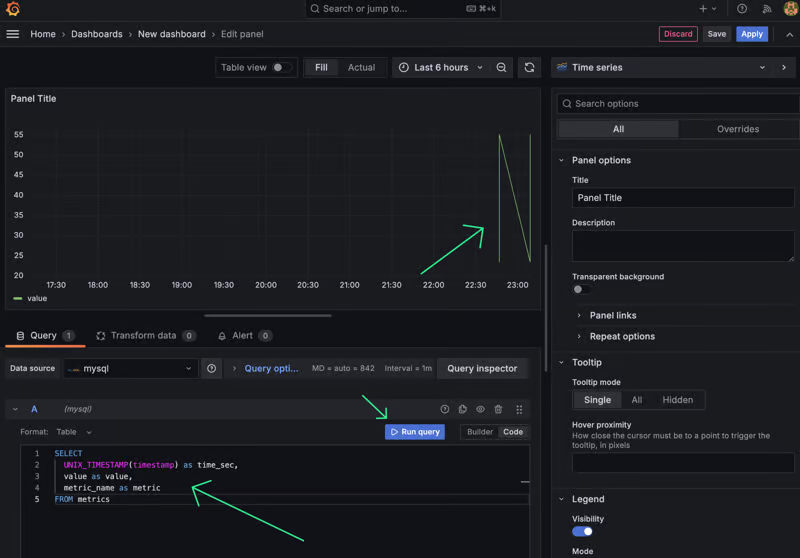 Search or jump to...
⌘+k
Home > Dashboards > New dashboard > Edit panel
Discard
Save
Apply
Table view
Fill
Actual
Last 6 hours
Time series
Panel Title
Search options
All
Overrides
55
50
45
40
35
30
25
20
17:30
18:00
18:30
19:00
19:30
20:00
20:30
21:00
21:30
22:00
22:30
23:00
value
Panel options
Title
Panel Title
Description
Transparent background
Panel links
Repeat options
Tooltip
Tooltip mode
Single
All
Hidden
Hover proximity
How close the cursor must be to a point to trigger the
tooltip, in pixels
Legend
Visibility
Mode
Query 1
Transform data 0
Alert 0
Data source
mysql
Query opti...
MD = auto = 842
Interval = 1m
Query inspector
A
(mysql)
Format:
Table
Run query
Builder
Code
1 SELECT
2 UNIX_TIMESTAMP(timestamp) as time_sec,
3 value as value,
4 metric_name as metric
5 FROM metrics